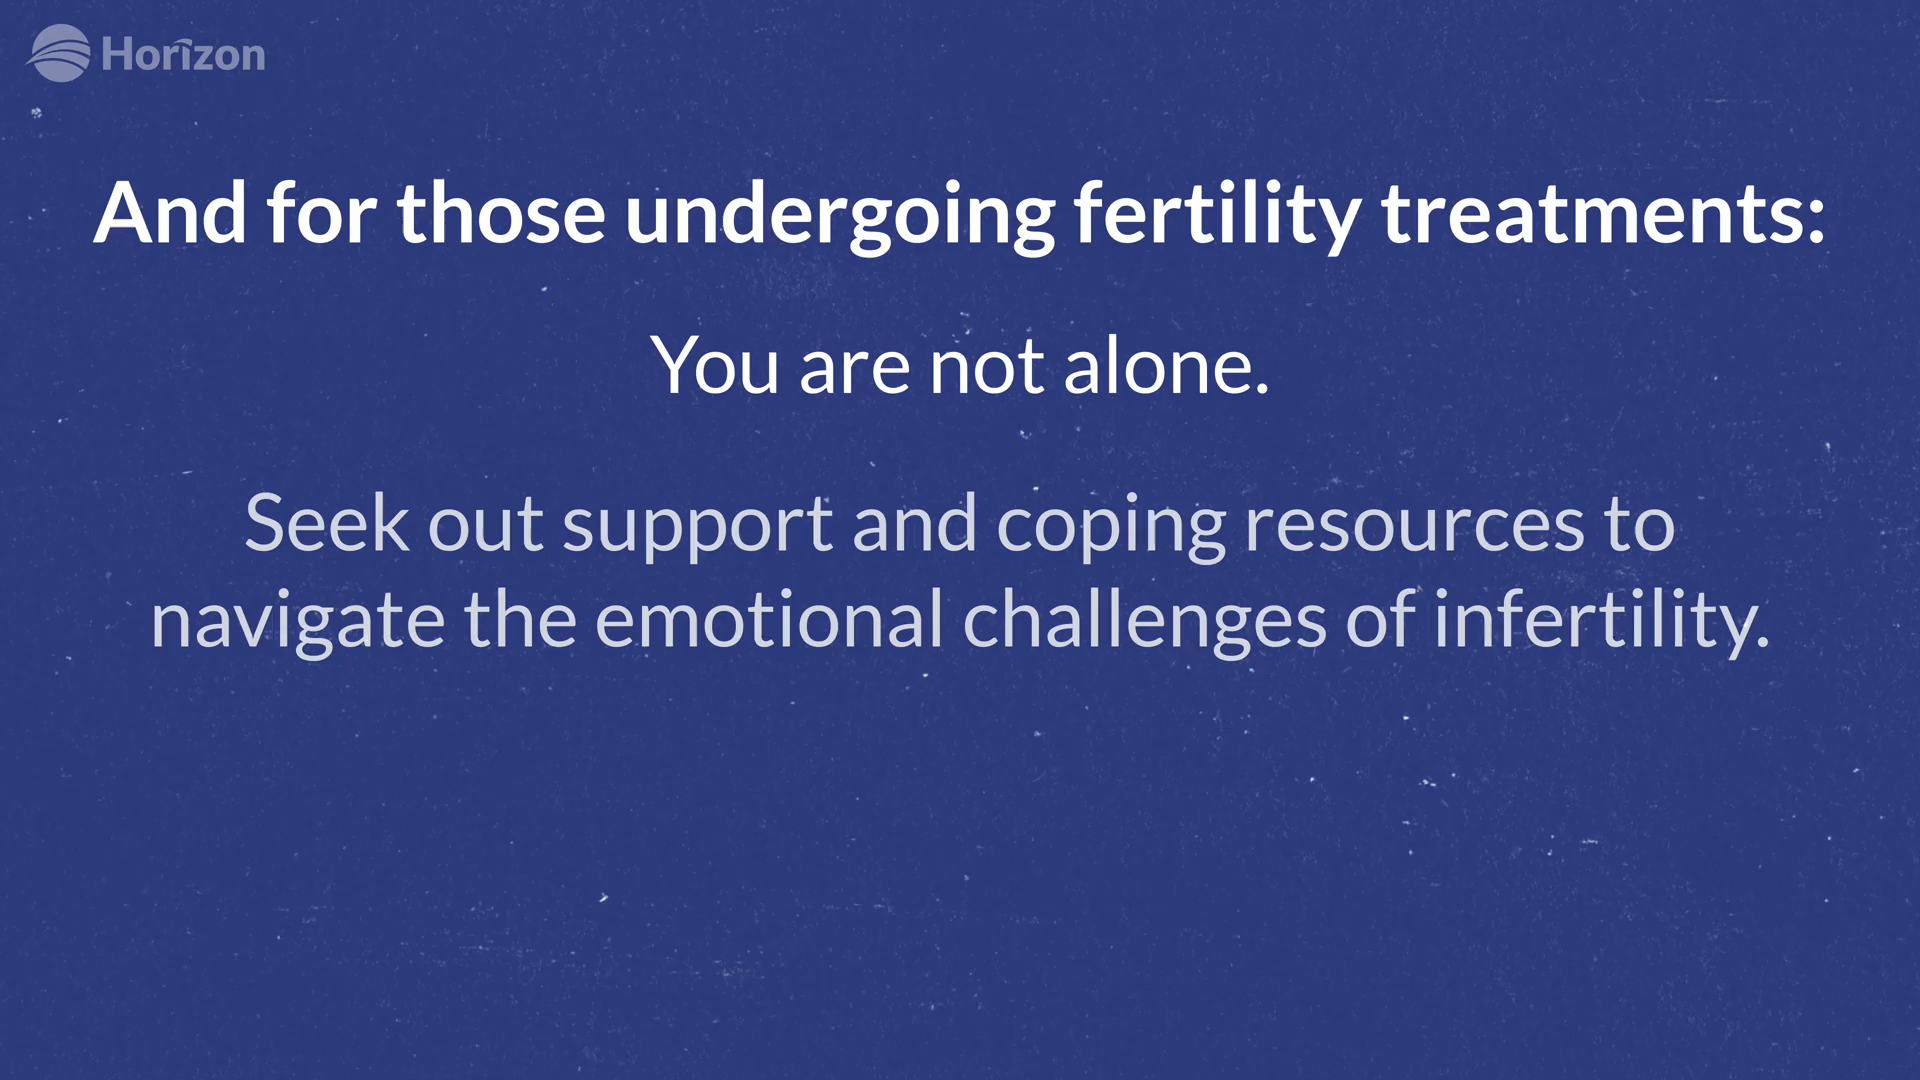 Horizon
And for those undergoing fertility treatments:
You are not alone.
Seek out support and coping resources to
navigate the emotional challenges of infertility.